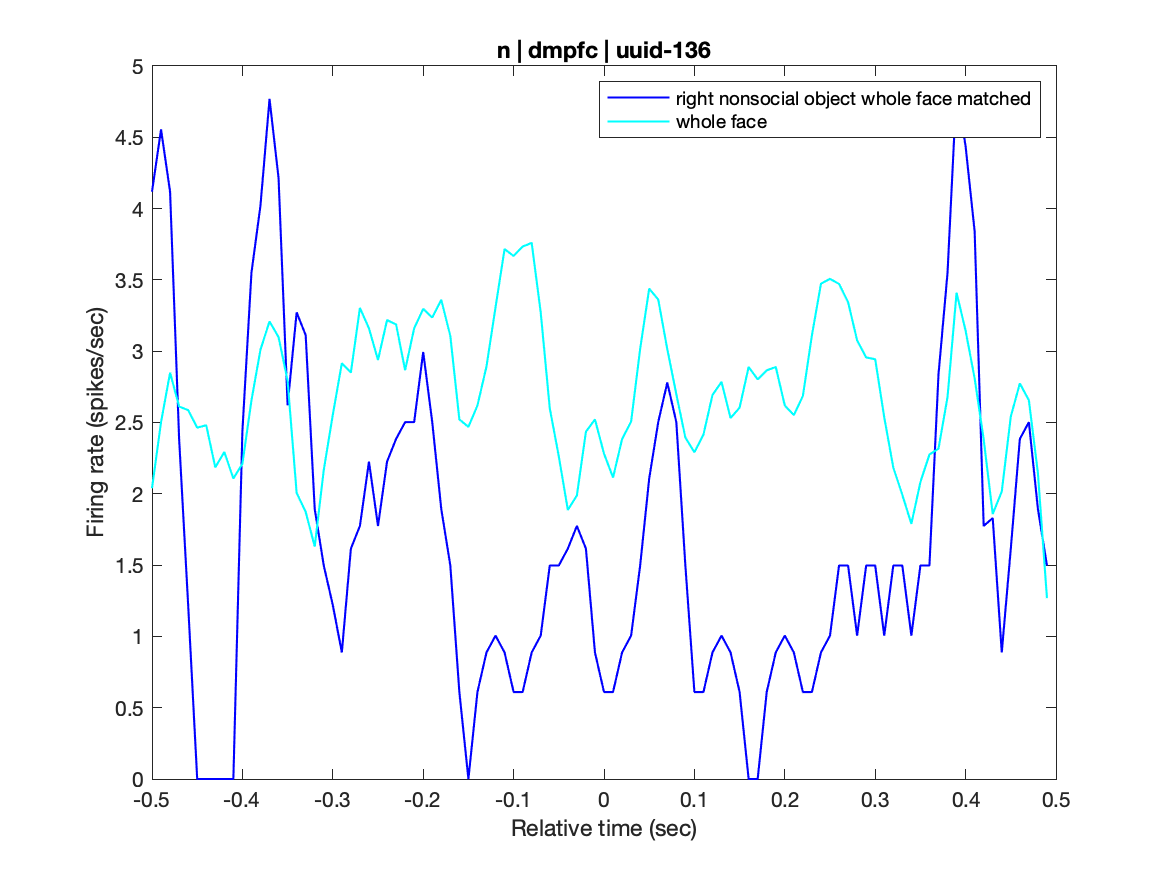 n | dmpfc | uuid-136
right nonsocial object whole face matched
whole face
Firing rate (spikes/sec)
5
4.5
4
3.5
3
2.5
2
1.5
1
0.5
0
-0.5 -0.4 -0.3 -0.2 -0.1 0 0.1 0.2 0.3 0.4 0.5
Relative time (sec)